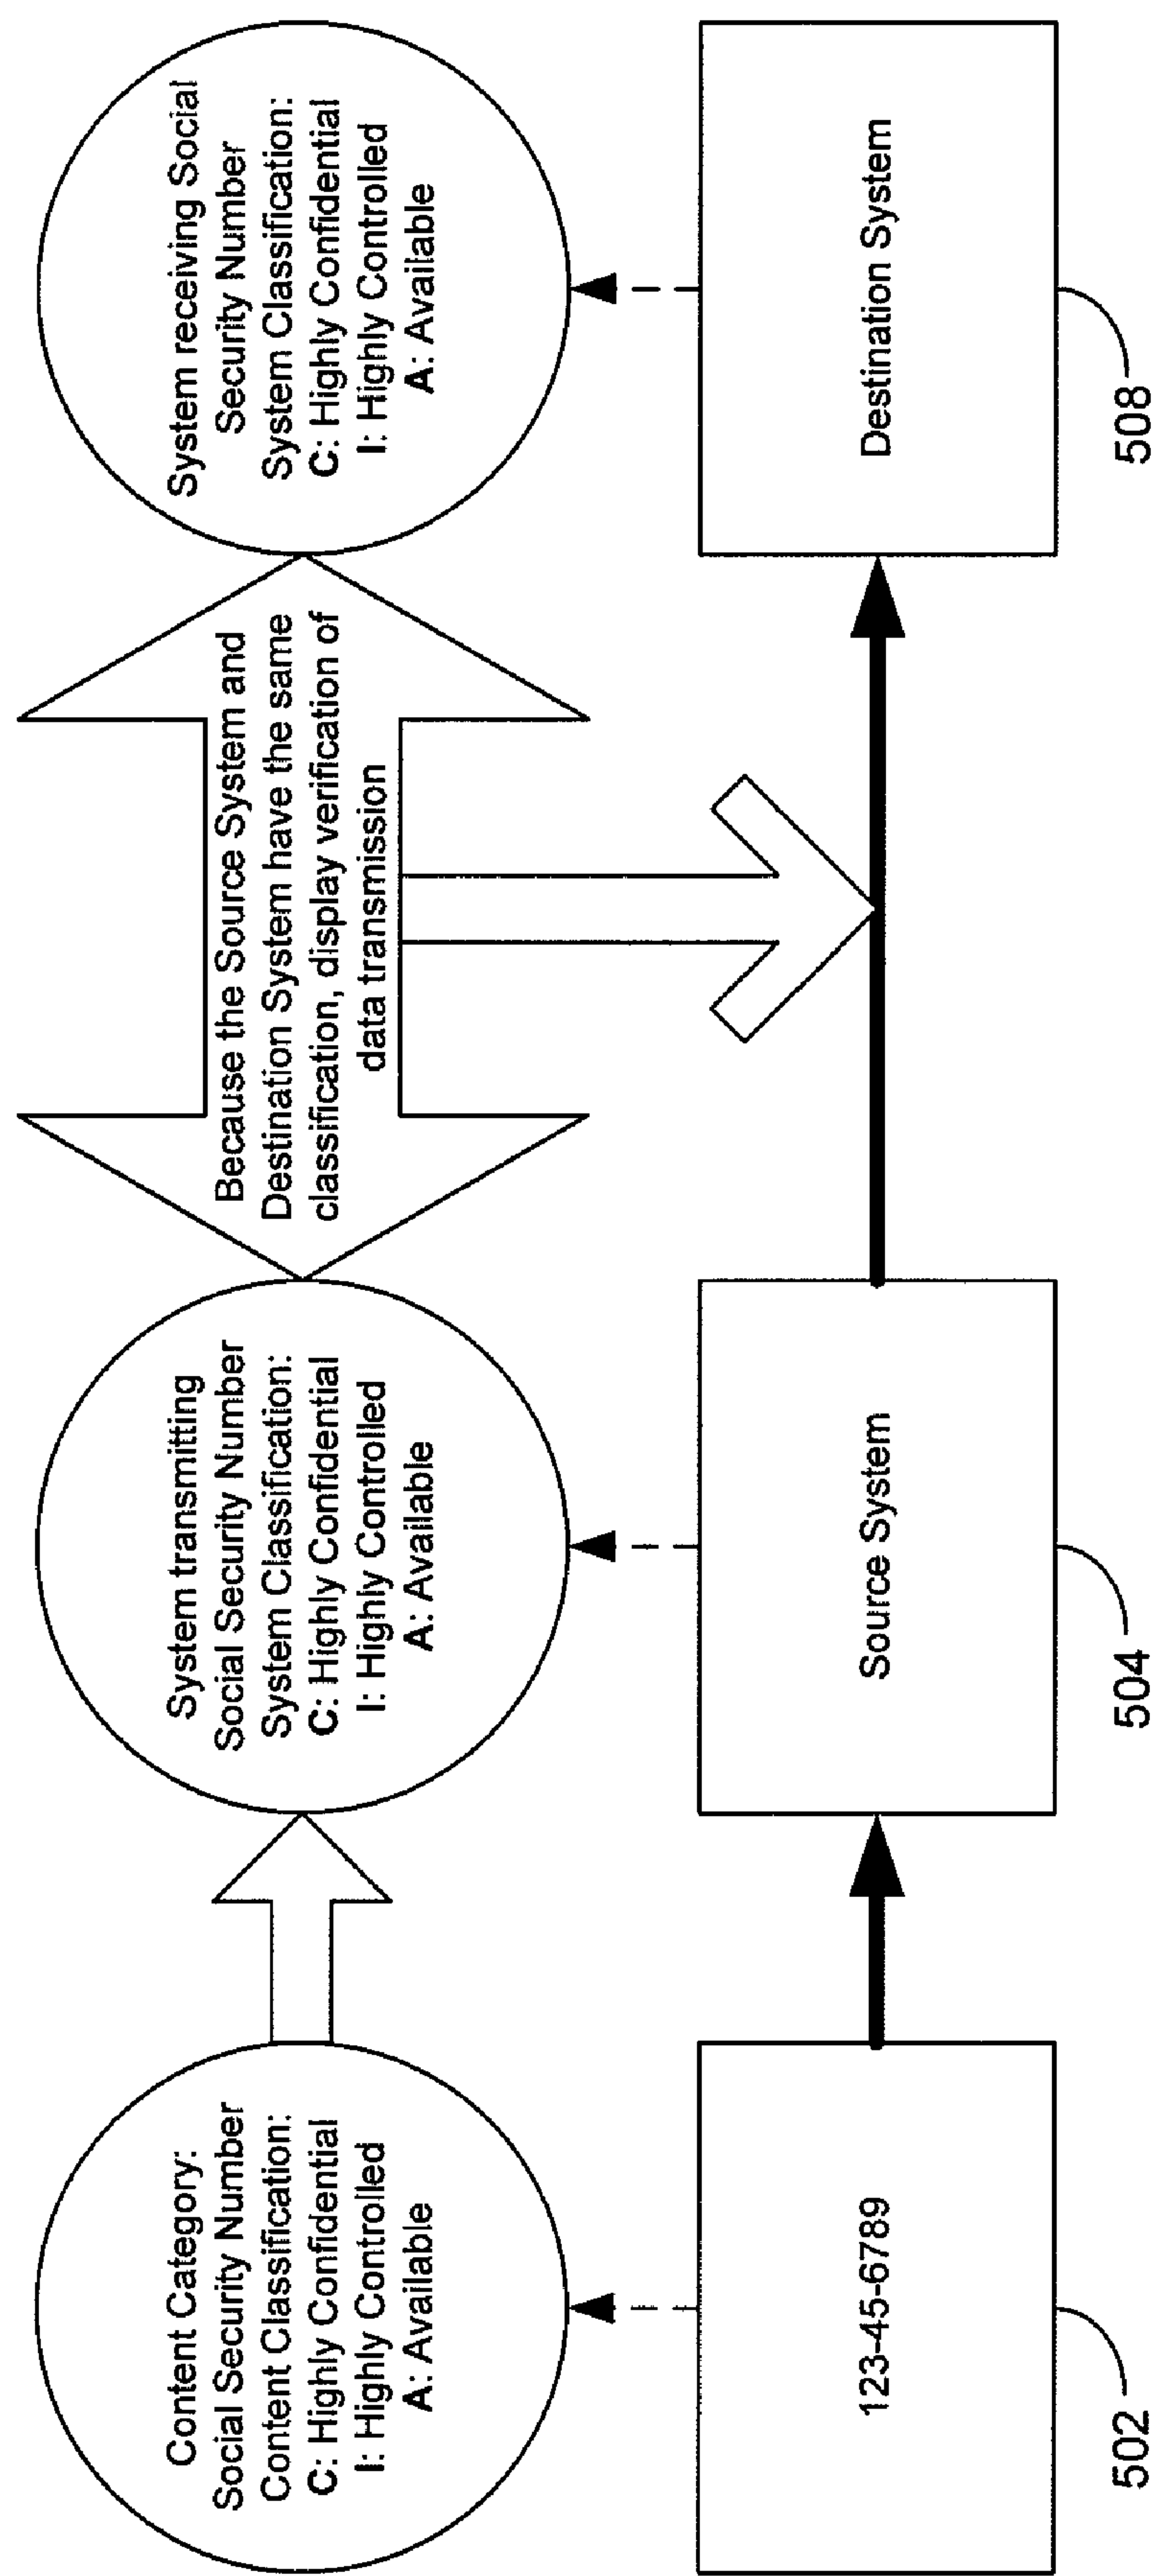 Content Category:
Social Security Number
Content Classification:
C: Highly Confidential
I: Highly Controlled
A: Available
System transmitting
Social Security Number
System Classification:
C: Highly Confidential
I: Highly Controlled
A: Available
Because the Source System and
Destination System have the same
classification, display verification of
data transmission
System receiving Social
Security Number
System Classification:
C: Highly Confidential
I: Highly Controlled
A: Available
123-45-6789
Source System
Destination System
502
504
508